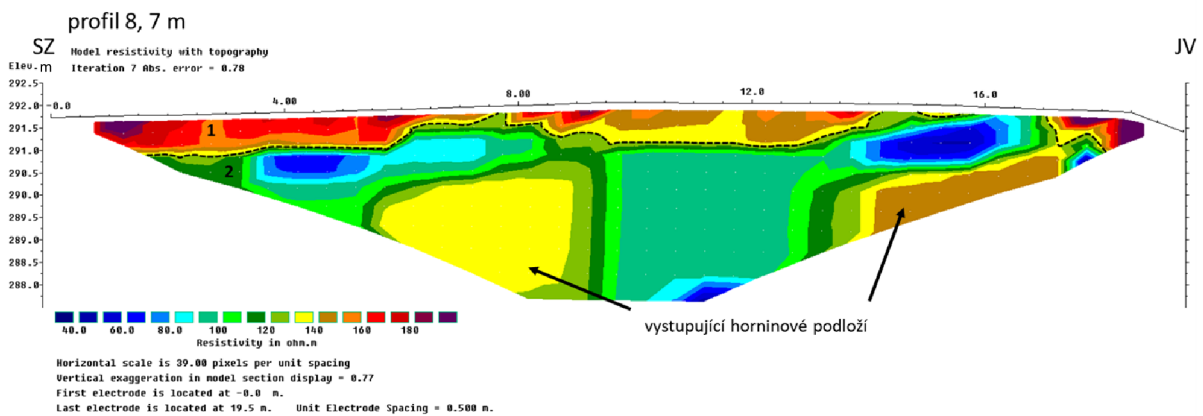 profil 8, 7 m
SZ
JV
Model resistivity with topography
Iteration 7 Abs. error = 0.78
Elev.m
-0.0 4.00 8.00 12.0 16.0
292.5
292.0
291.5
291.0
290.5
290.0
289.5
289.0
288.5
288.0
1
2
vystupující horninové podloží
40.0 60.0 80.0 100 120 140 160 180
Resistivity in ohm.m
Horizontal scale is 39.00 pixels per unit spacing
Vertical exaggeration in model section display = 0.77
First electrode is located at -0.0 m.
Last electrode is located at 19.5 m. Unit Electrode Spacing = 0.500 m.